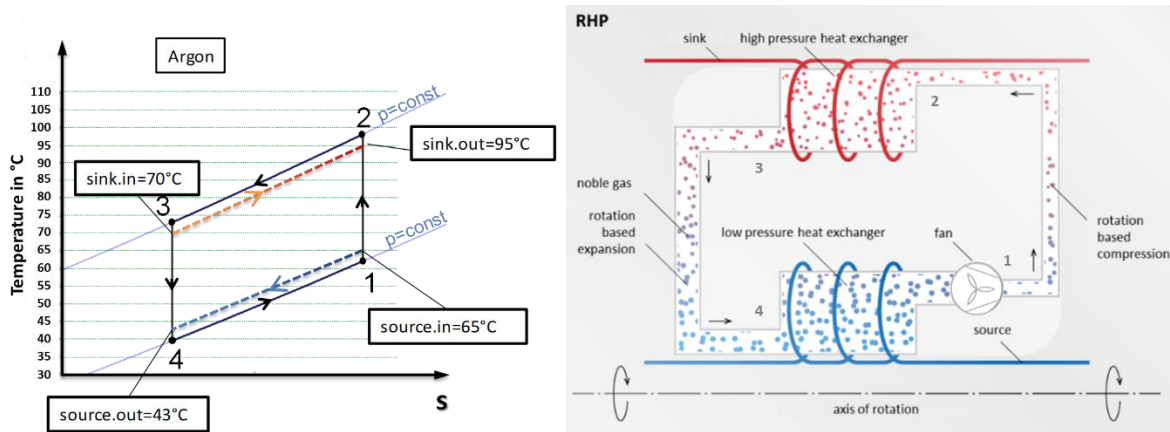 Argon
Temperature in °C
110
105
100
95
90
85
80
75
70
65
60
55
50
45
40
35
30
p=const
2
sink.out=95°C
sink.in=70°C
3
p=const
1
source.in=65°C
4
source.out=43°C
S
RHP
sink
high pressure heat exchanger
2
3
noble gas
rotation
based
expansion
low pressure heat exchanger
fan
1
rotation
based
compression
4
source
axis of rotation